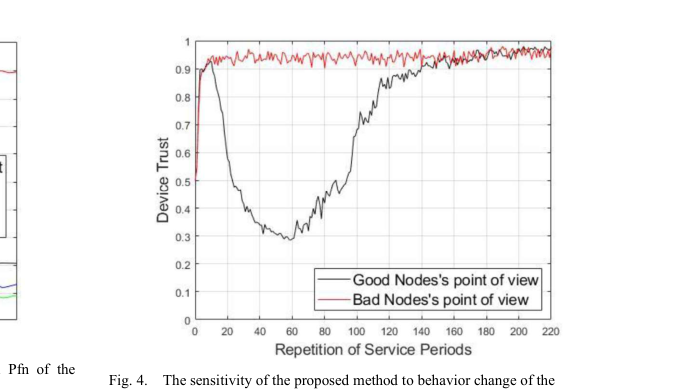 t
1
0.9
0.8
0.7
0.6
0.5
0.4
0.3
0.2
0.1
0
Device Trust
Good Nodes's point of view
Bad Nodes's point of view
0 20 40 60 80 100 120 140 160 180 200 220
Repetition of Service Periods
Pfn of the
Fig. 4. The sensitivity of the proposed method to behavior change of the